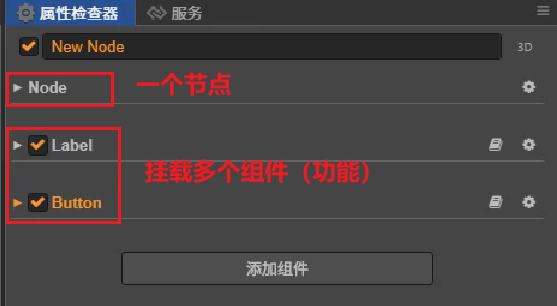 属性检查器 服务
New Node 3D
Node 一个节点
Label
挂载多个组件（功能）
Button
添加组件